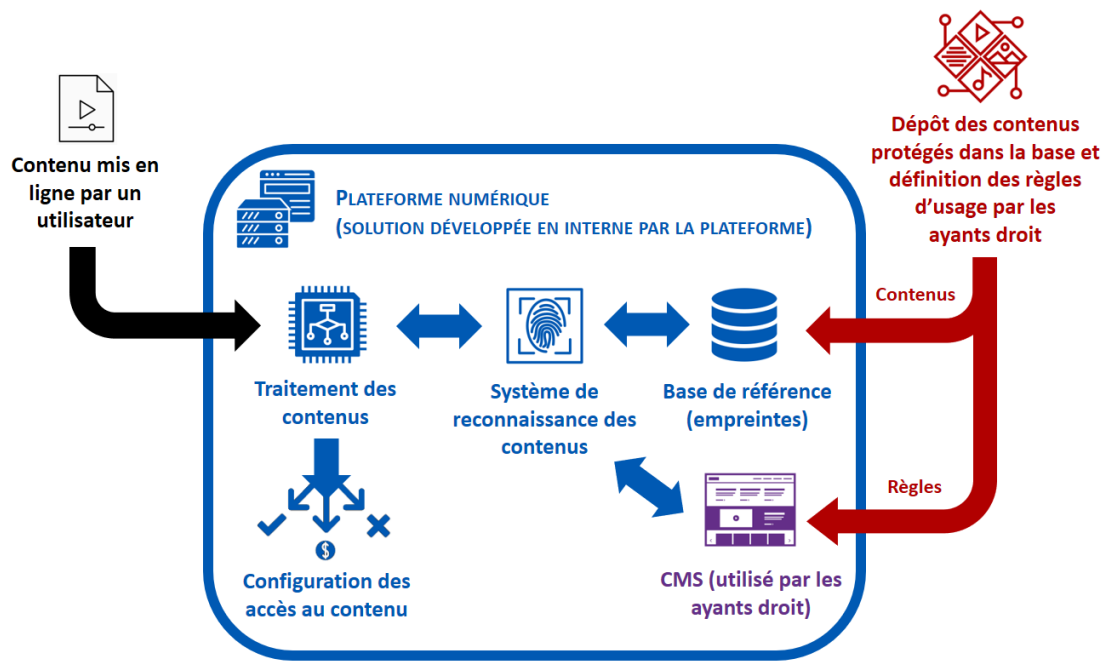 Contenu mis en
ligne par un
utilisateur
Dépôt des contenus
protégés dans la base et
définition des règles
d’usage par les
ayants droit
PLATEFORME NUMÉRIQUE
(SOLUTION DÉVELOPPÉE EN INTERNE PAR LA PLATEFORME)
Contenus
Traitement des
contenus
Système de
reconnaissance des
contenus
Base de référence
(empreintes)
Règles
$
Configuration des
accès au contenu
CMS (utilisé par les
ayants droit)